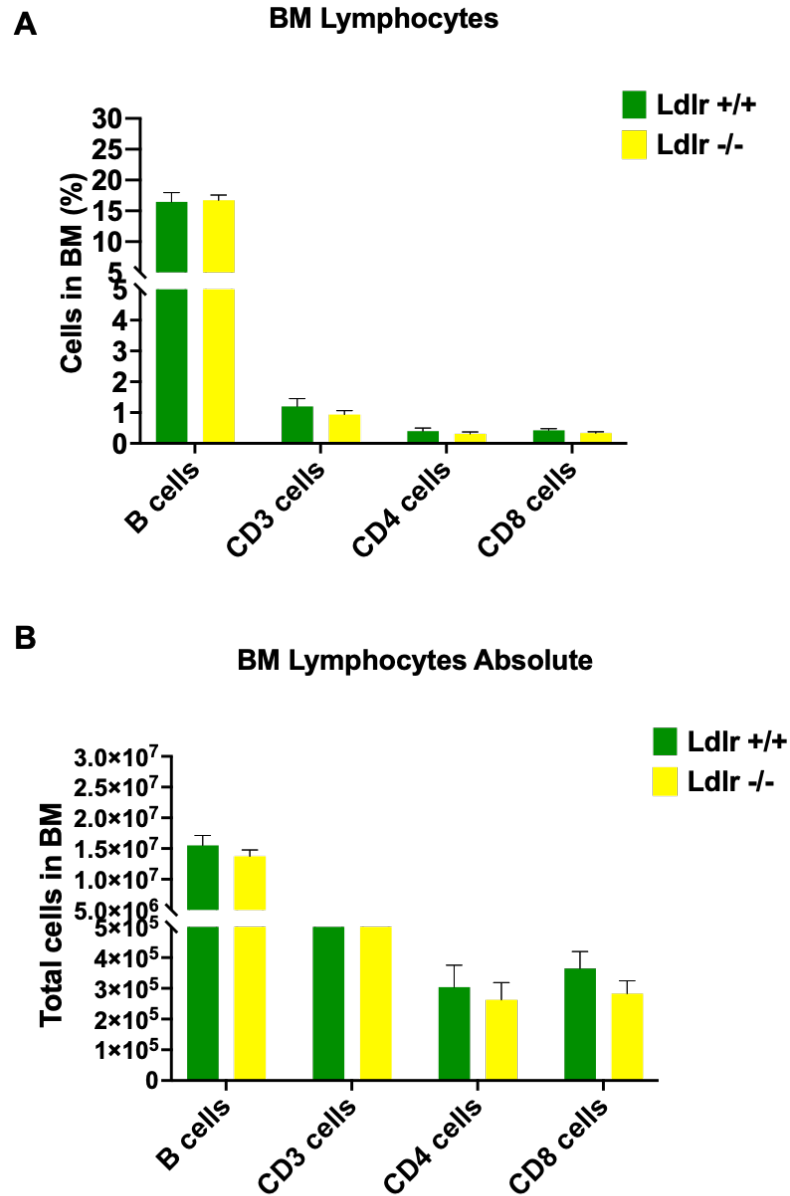 A
BM Lymphocytes
Ldlr +/+
Ldlr -/-
Cells in BM (%)
30
25
20
15
10
5
5
4
3
2
1
0
B cells
CD3 cells
CD4 cells
CD8 cells
B
BM Lymphocytes Absolute
Ldlr +/+
Ldlr -/-
Total cells in BM
3.0×10⁷
2.5×10⁷
2.0×10⁷
1.5×10⁷
1.0×10⁷
5.0×10⁶
5×10⁵
4×10⁵
3×10⁵
2×10⁵
1×10⁵
0
B cells
CD3 cells
CD4 cells
CD8 cells